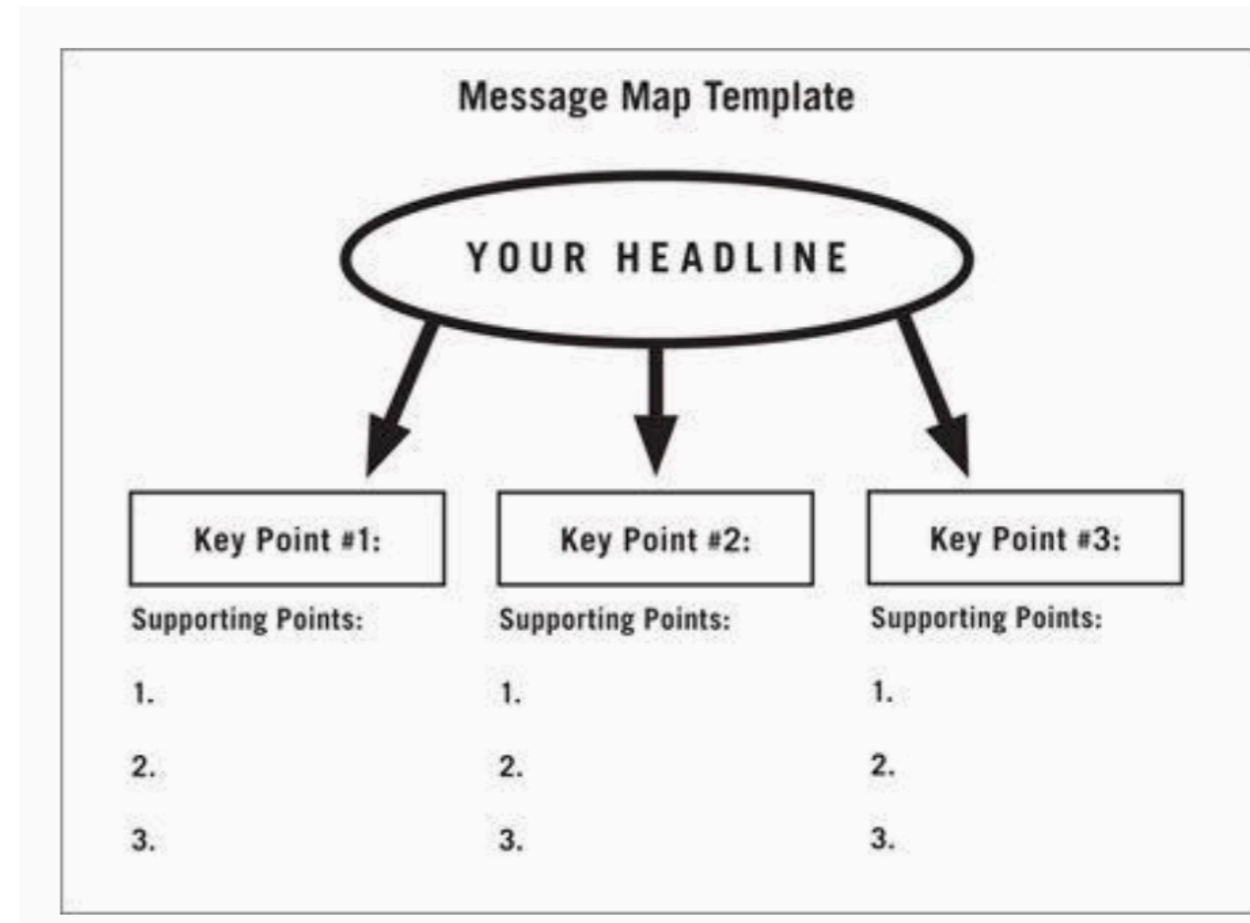 Message Map Template
YOUR HEADLINE
Key Point #1:
Supporting Points:
1.
2.
3.
Key Point #2:
Supporting Points:
1.
2.
3.
Key Point #3:
Supporting Points:
1.
2.
3.